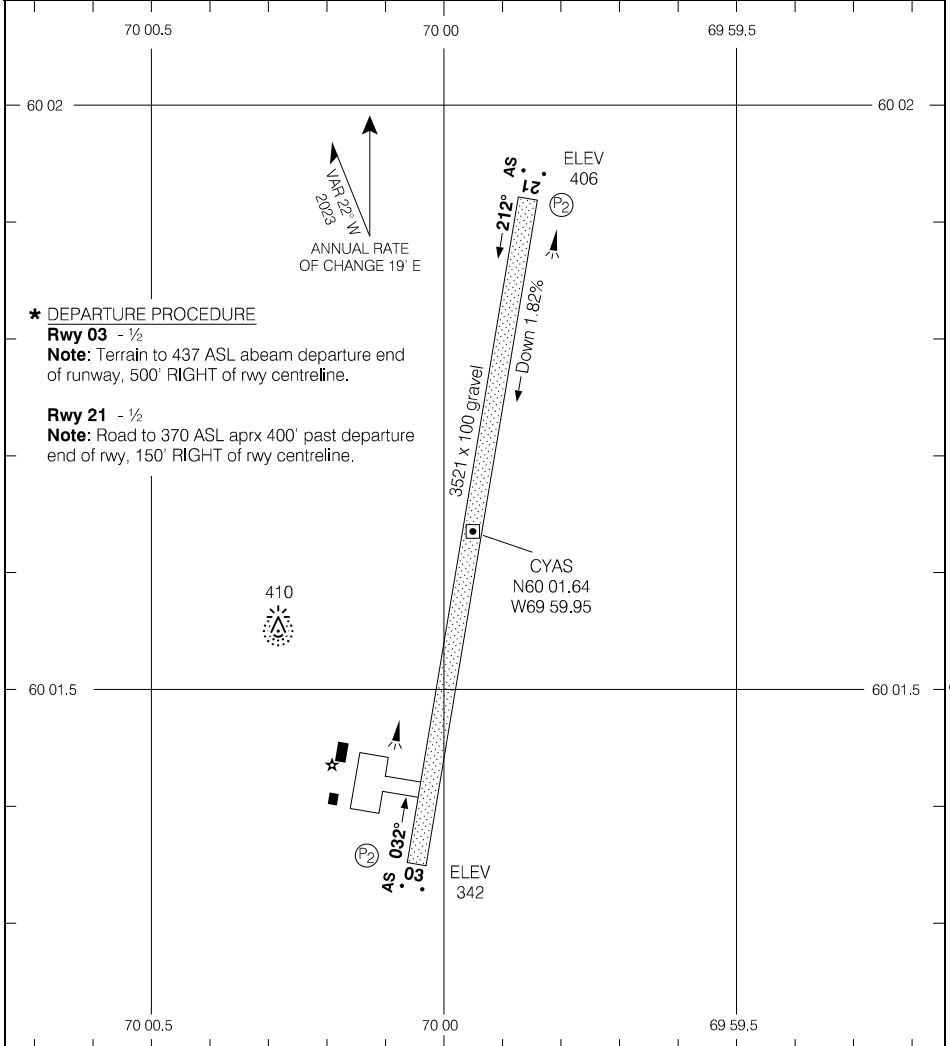 70 00.5
70 00
69 59.5
60 02
60 02
VAR 22° W
2023
ANNUAL RATE
OF CHANGE 19' E
AS
21
ELEV
406
P2
212°
Down 1.82%
3521 x 100 gravel
* DEPARTURE PROCEDURE
Rwy 03 - ½
Note: Terrain to 437 ASL abeam departure end
of runway, 500' RIGHT of rwy centreline.
Rwy 21 - ½
Note: Road to 370 ASL aprx 400' past departure
end of rwy, 150' RIGHT of rwy centreline.
CYAS
N60 01.64
W69 59.95
410
60 01.5
60 01.5
032°
P2
AS
03
ELEV
342
70 00.5
70 00
69 59.5